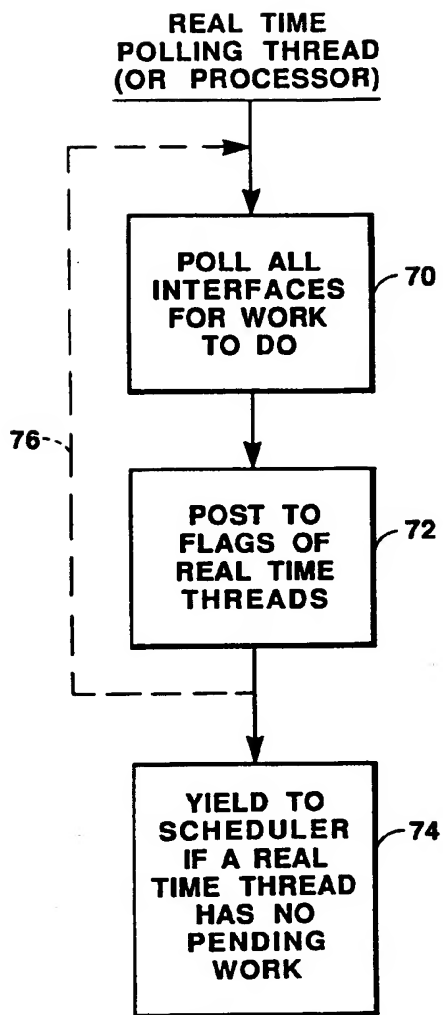 REAL TIME
POLLING THREAD
(OR PROCESSOR)
POLL ALL
INTERFACES
FOR WORK
TO DO
70
76
POST TO
FLAGS OF
REAL TIME
THREADS
72
YIELD TO
SCHEDULER
IF A REAL
TIME THREAD
HAS NO
PENDING
WORK
74